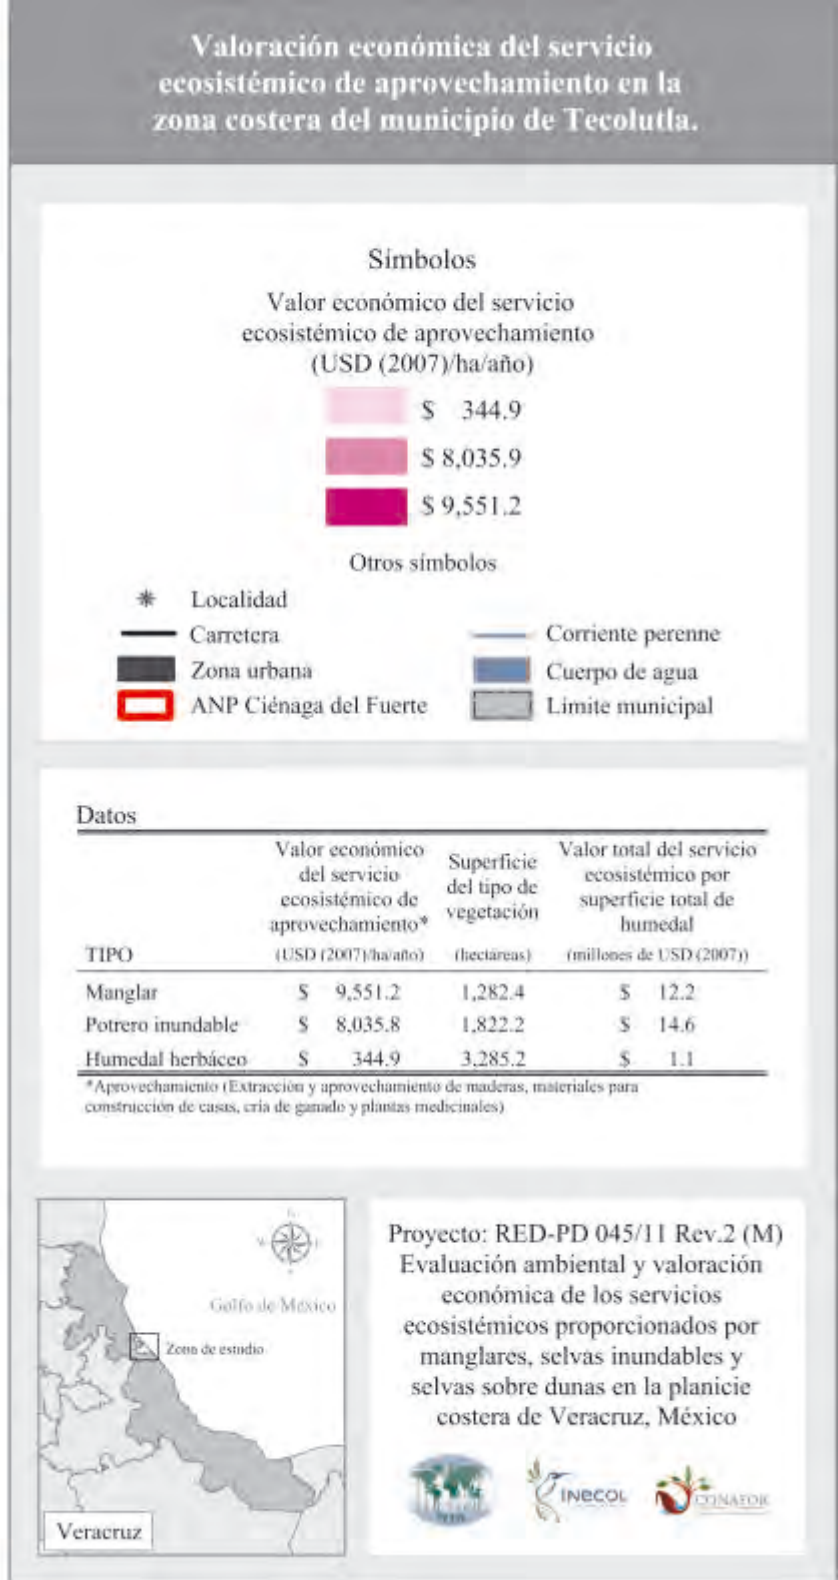 Valoración económica del servicio
ecosistémico de aprovechamiento en la
zona costera del municipio de Tecolutla.
Símbolos
Valor económico del servicio
ecosistémico de aprovechamiento
(USD (2007)/ha/año)
$ 344.9
$ 8,035.9
$ 9,551.2
Otros símbolos
Localidad
Carretera
Corriente perenne
Zona urbana
Cuerpo de agua
ANP Ciénaga del Fuerte
Límite municipal
Datos
Valor económico
del servicio
ecosistémico de
aprovechamiento*
Superficie
del tipo de
vegetación
Valor total del servicio
ecosistémico por
superficie total de
humedal
TIPO (USD (2007)/ha/año) (hectáreas) (millones de USD (2007))
Manglar $ 9,551.2 1,282.4 $ 12.2
Potrero inundable $ 8,035.8 1,822.2 $ 14.6
Humedal herbáceo $ 344.9 3,285.2 $ 1.1
*Aprovechamiento (Extracción y aprovechamiento de maderas, materiales para
construcción de casas, cría de ganado y plantas medicinales)
Golfo de México
Zona de estudio
Veracruz
Proyecto: RED-PD 045/11 Rev.2 (M)
Evaluación ambiental y valoración
económica de los servicios
ecosistémicos proporcionados por
manglares, selvas inundables y
selvas sobre dunas en la planicie
costera de Veracruz, México
INECOL
CONAFOR